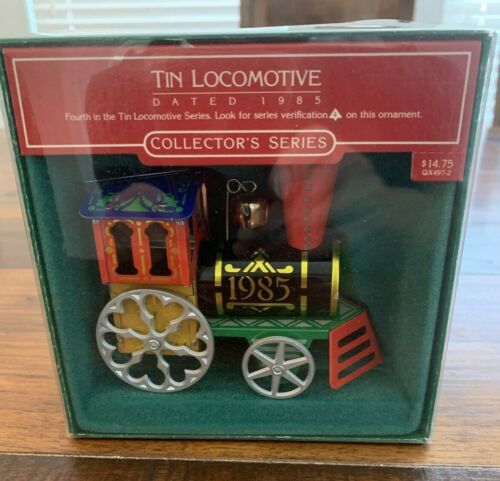 TIN LOCOMOTIVE
DATED 1985
Fourth in the Tin Locomotive Series. Look for series verification 4 on this ornament.
COLLECTOR'S SERIES
$14.75
QX497-2
1985